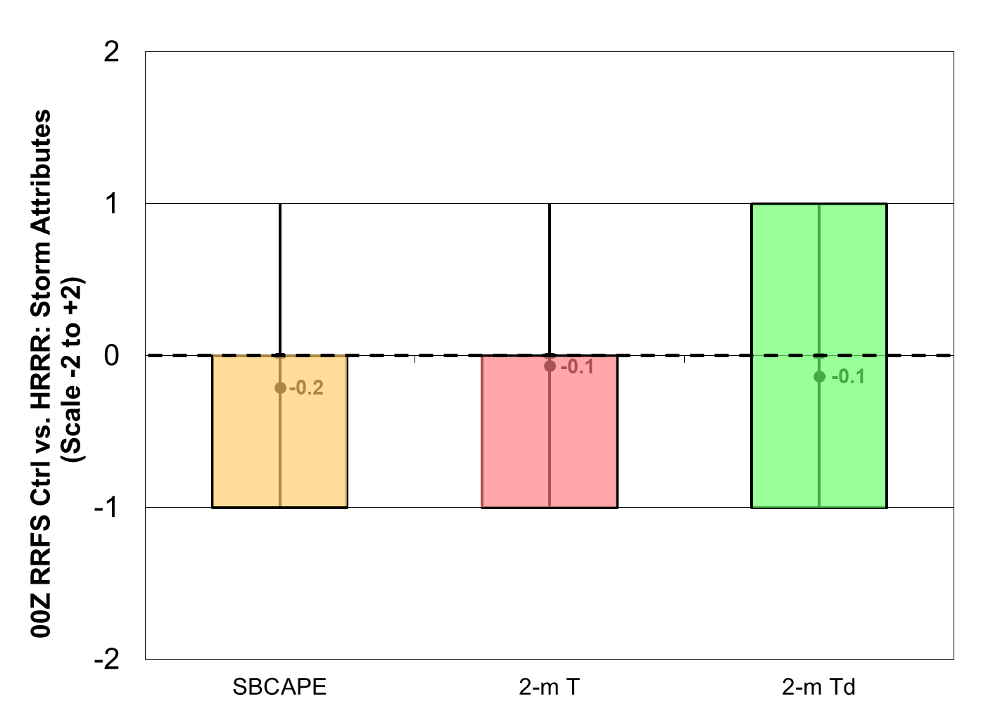 00Z RRFS Ctrl vs. HRRR: Storm Attributes
(Scale -2 to +2)
2
1
0
-1
-2
-0.2
-0.1
-0.1
SBCAPE
2-m T
2-m Td